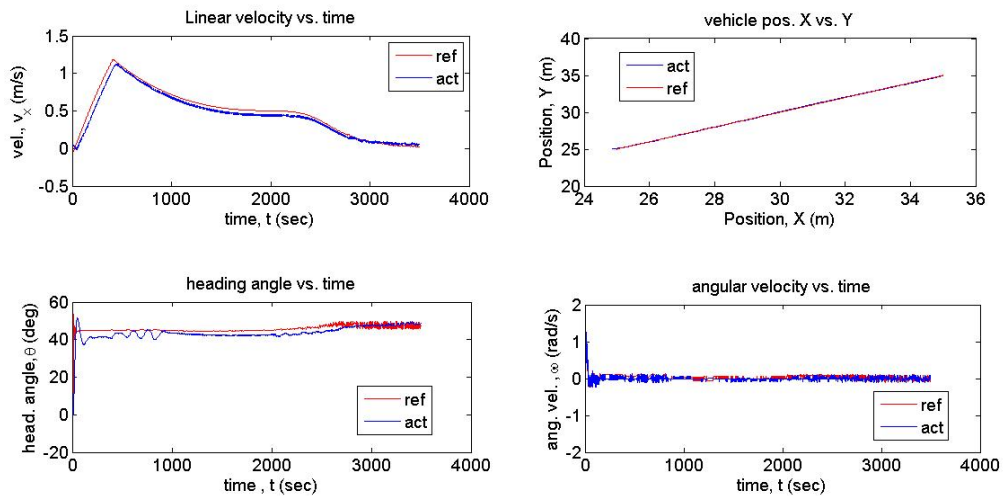 Linear velocity vs. time
1.5
1
0.5
0
-0.5
vel., v_x (m/s)
ref
act
0 1000 2000 3000 4000
time, t (sec)
vehicle pos. X vs. Y
40
35
30
25
20
Position, Y (m)
act
ref
24 26 28 30 32 34 36
Position, X (m)
heading angle vs. time
60
40
20
0
-20
head. angle, θ (deg)
ref
act
0 1000 2000 3000 4000
time , t (sec)
angular velocity vs. time
2
1
0
-1
-2
ang. vel., ∞ (rad/s)
ref
act
0 1000 2000 3000 4000
time, t (sec)